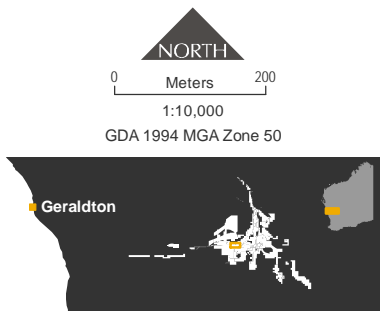 NORTH
0 Meters 200
1:10,000
GDA 1994 MGA Zone 50
Geraldton